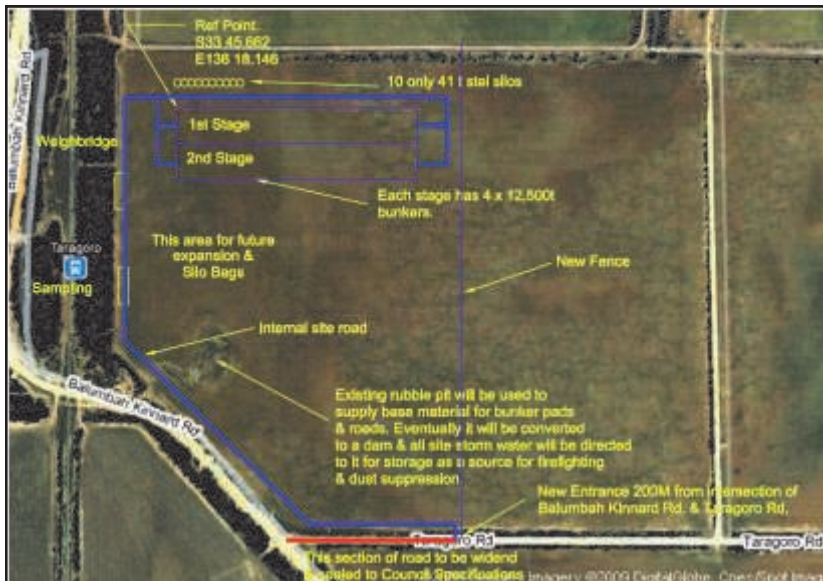 Ref Point.
S33 45.662
E136 18.146
10 only 41 t stel silos
Balumbah Kinnard Rd
1st Stage
Weighbridge
2nd Stage
Each stage has 4 x 12,500t
bunkers.
This area for future
expansion &
Silo Bags
Taragoro
Sampling
New Fence
Internal site road
Balumbah Kinnard Rd
Existing rubble pit will be used to
supply base material for bunker pads
& roads. Eventually it will be converted
to a dam & all site storm water will be directed
to it for storage as a source for firefighting
& dust suppression
New Entrance 200M from intersection of
Balumbah Kinnard Rd. & Taragoro Rd.
Taragoro Rd
Taragoro Rd
This section of road to be widend
& sealed to Council Specifications
Imagery ©2009 DigitalGlobe,